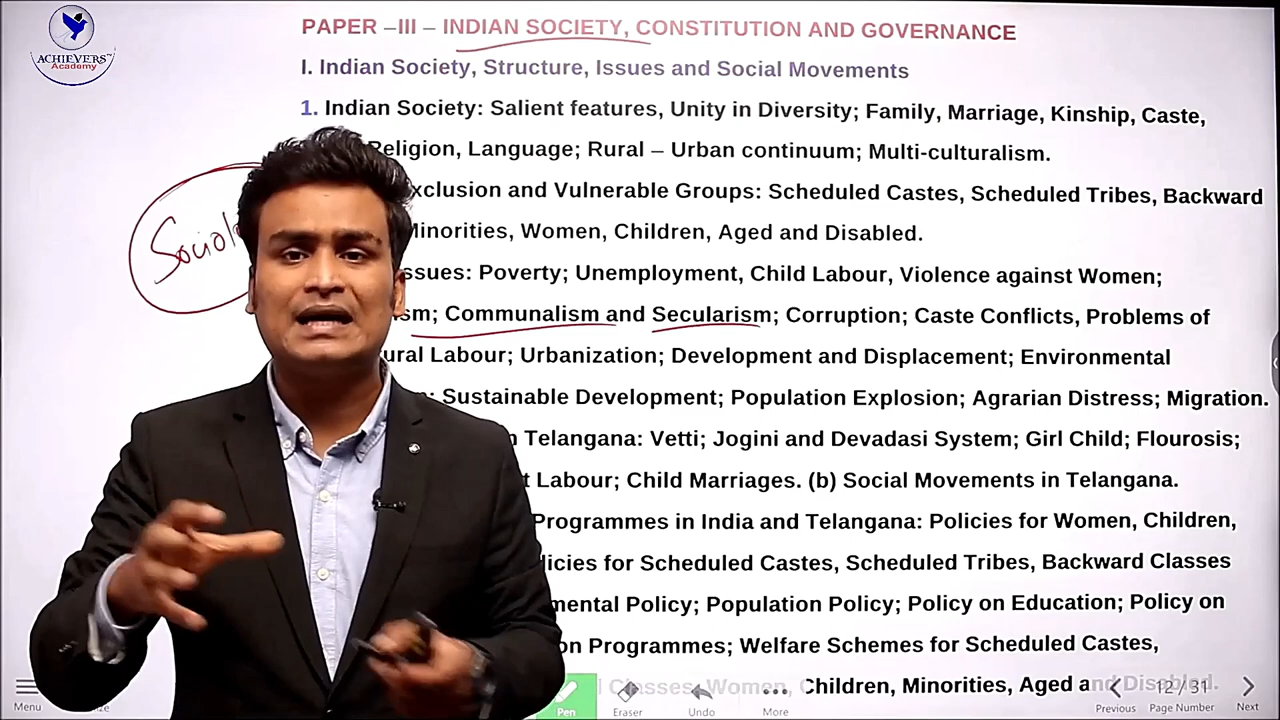 ACHIEVERS
Academy
PAPER –III – INDIAN SOCIETY, CONSTITUTION AND GOVERNANCE
I. Indian Society, Structure, Issues and Social Movements
1. Indian Society: Salient features, Unity in Diversity; Family, Marriage, Kinship, Caste,
Religion, Language; Rural – Urban continuum; Multi-culturalism.
xclusion and Vulnerable Groups: Scheduled Castes, Scheduled Tribes, Backward
Minorities, Women, Children, Aged and Disabled.
Sociol
ssues: Poverty; Unemployment, Child Labour, Violence against Women;
sm; Communalism and Secularism; Corruption; Caste Conflicts, Problems of
ural Labour; Urbanization; Development and Displacement; Environmental
; Sustainable Development; Population Explosion; Agrarian Distress; Migration.
n Telangana: Vetti; Jogini and Devadasi System; Girl Child; Flourosis;
t Labour; Child Marriages. (b) Social Movements in Telangana.
Programmes in India and Telangana: Policies for Women, Children,
licies for Scheduled Castes, Scheduled Tribes, Backward Classes
mental Policy; Population Policy; Policy on Education; Policy on
on Programmes; Welfare Schemes for Scheduled Castes,
Classes, Women, Children, Minorities, Aged and Disabled.
Menu
Pen
Eraser
Undo
More
Previous
12 / 31
Page Number
Next